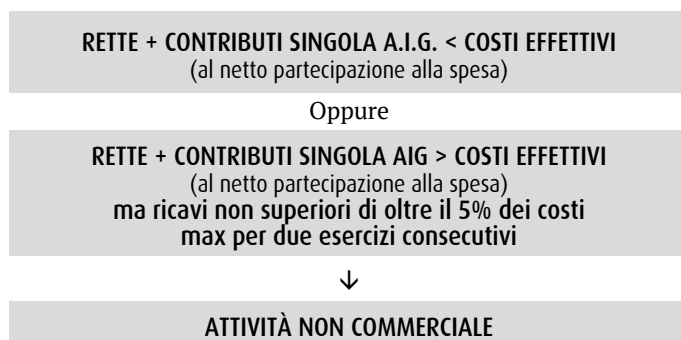 RETTE + CONTRIBUTI SINGOLA A.I.G. < COSTI EFFETTIVI
(al netto partecipazione alla spesa)
Oppure
RETTE + CONTRIBUTI SINGOLA AIG > COSTI EFFETTIVI
(al netto partecipazione alla spesa)
ma ricavi non superiori di oltre il 5% dei costi
max per due esercizi consecutivi
↓
ATTIVITÀ NON COMMERCIALE